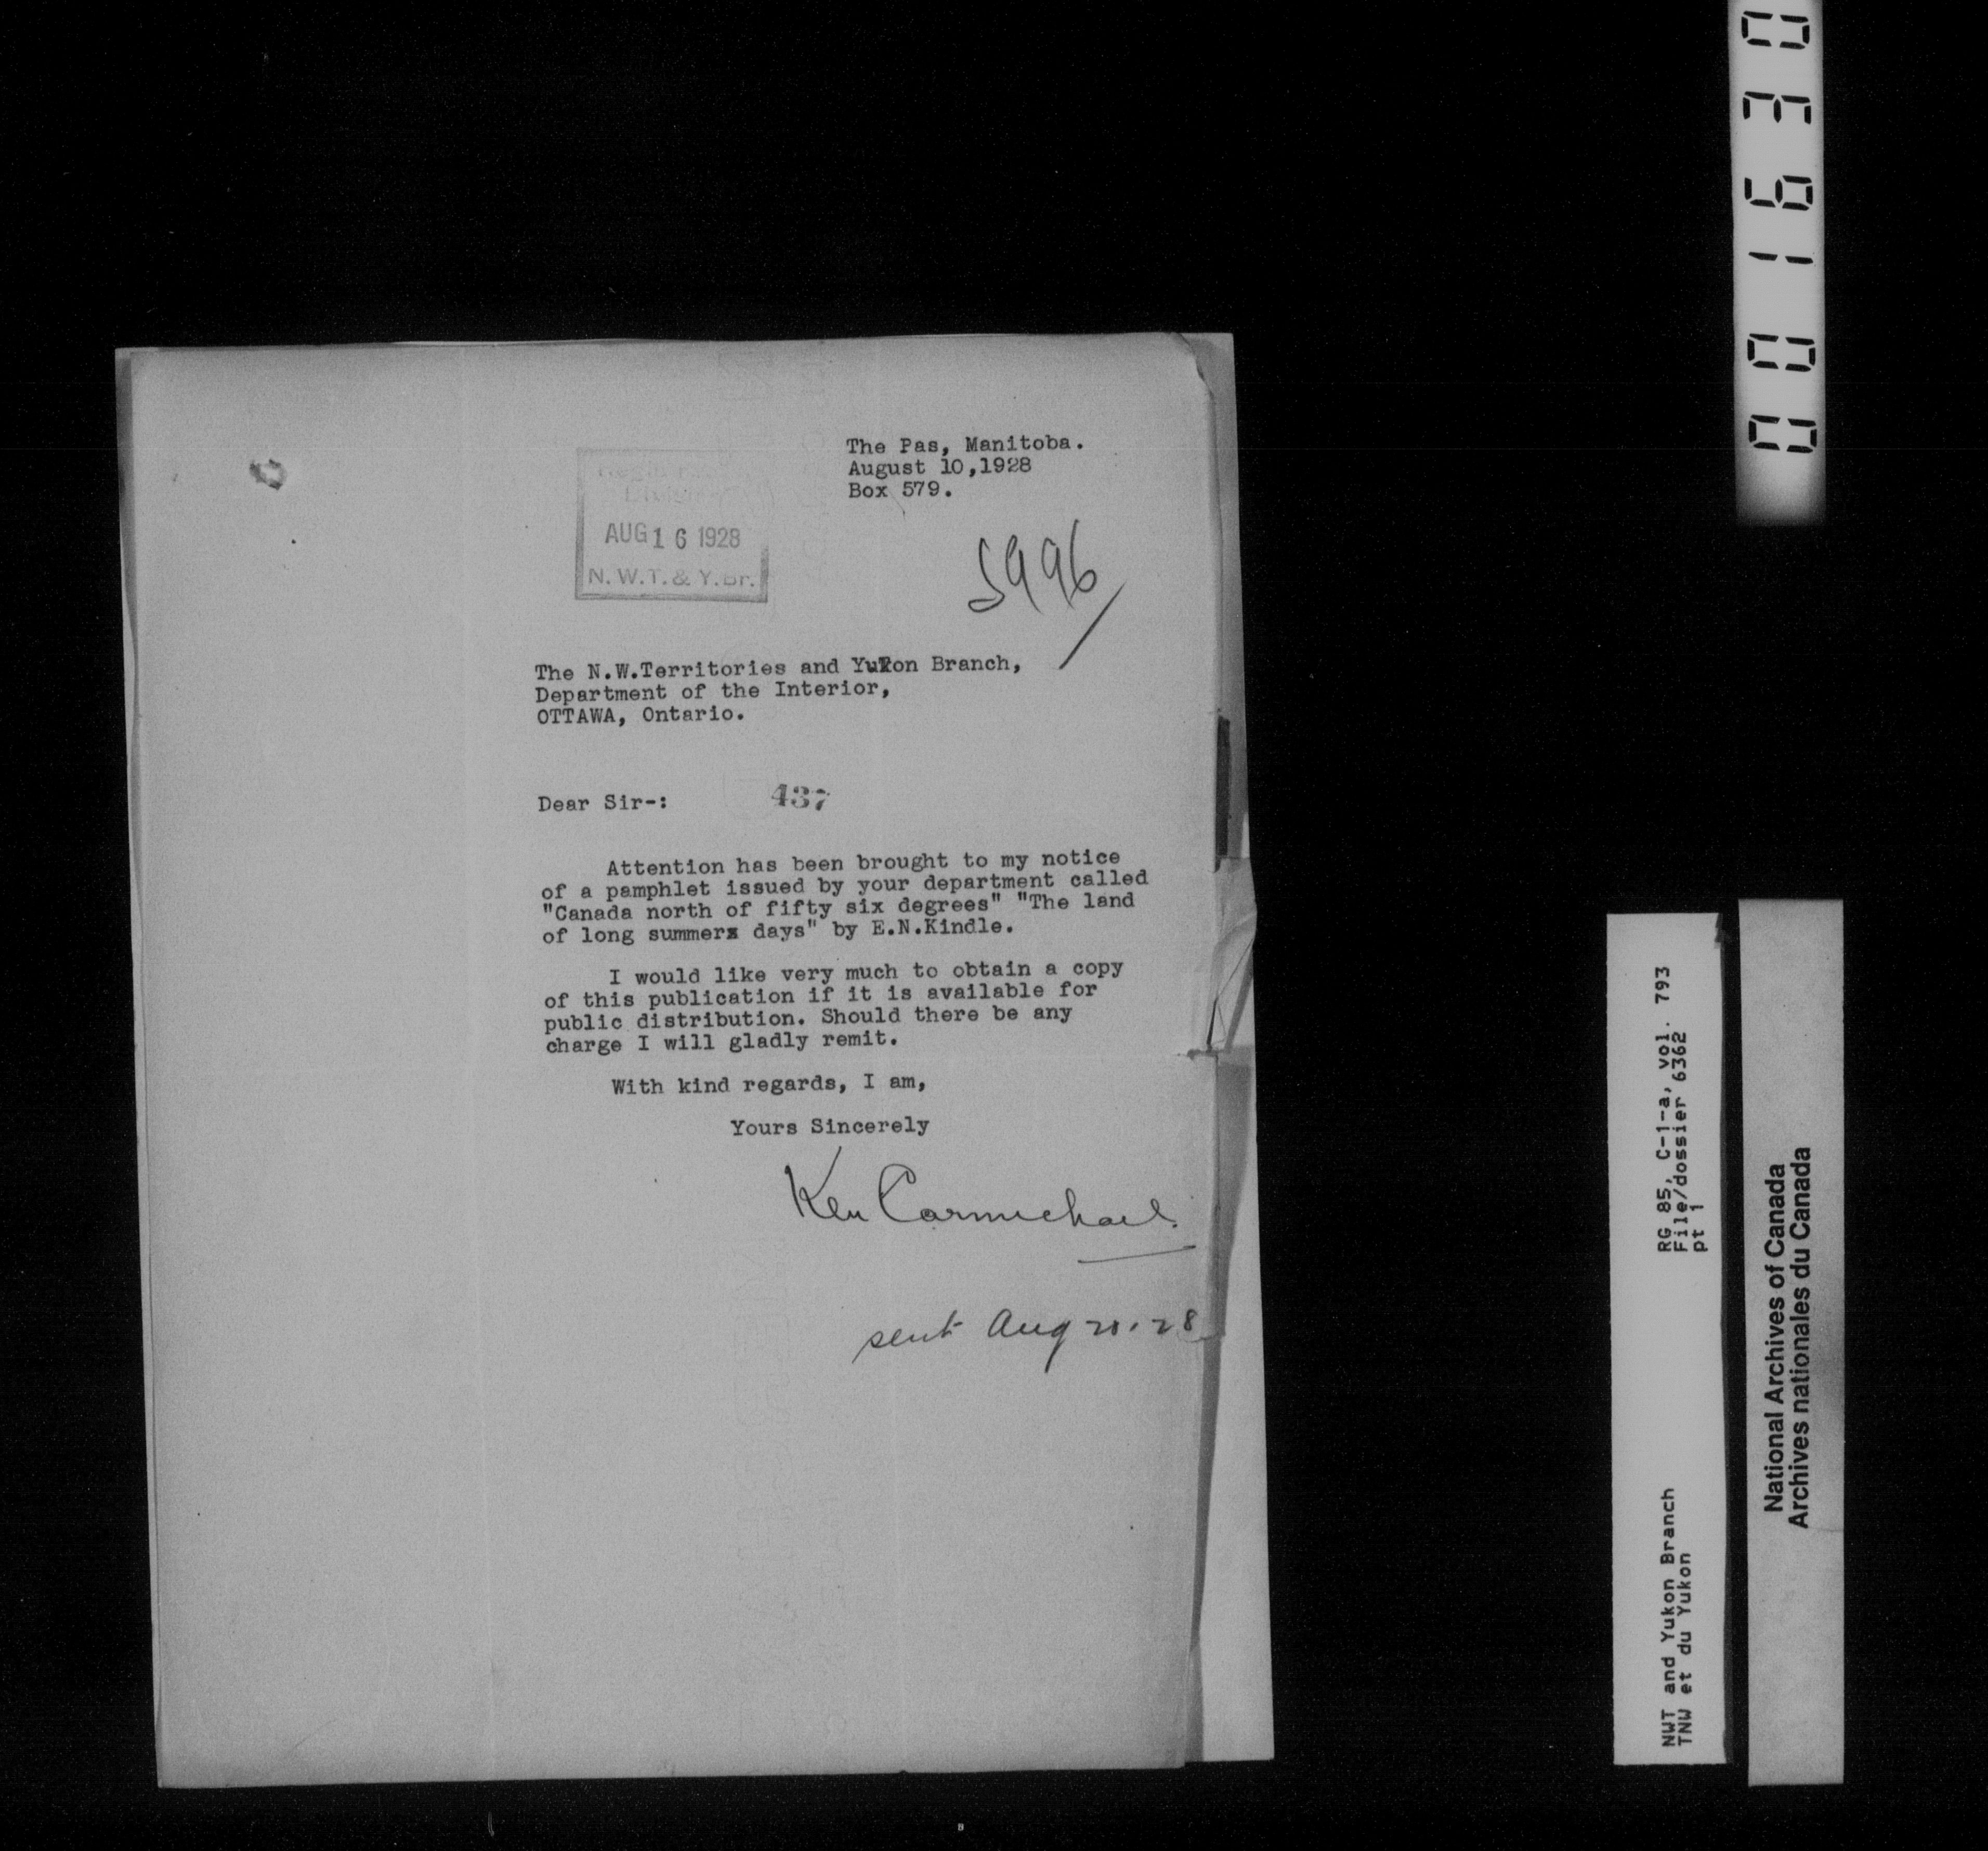 The Pas, Manitoba.
August 10,1928
Box 579.
Division
AUG 16 1928
N. W. T. & Y. Br.
5996
The N.W.Territories and Yukon Branch,
Department of the Interior,
OTTAWA, Ontario.
Dear Sir-:
437
Attention has been brought to my notice
of a pamphlet issued by your department called
"Canada north of fifty six degrees" "The land
of long summer days" by E.N.Kindle.
I would like very much to obtain a copy
of this publication if it is available for
public distribution. Should there be any
charge I will gladly remit.
With kind regards, I am,
Yours Sincerely
Ken Carmichael.
sent Aug 28
001630
RG 85, C-1-a, vol. 793
File/dossier 6362
pt 1
NWT and Yukon Branch
TNW et du Yukon
National Archives of Canada
Archives nationales du Canada